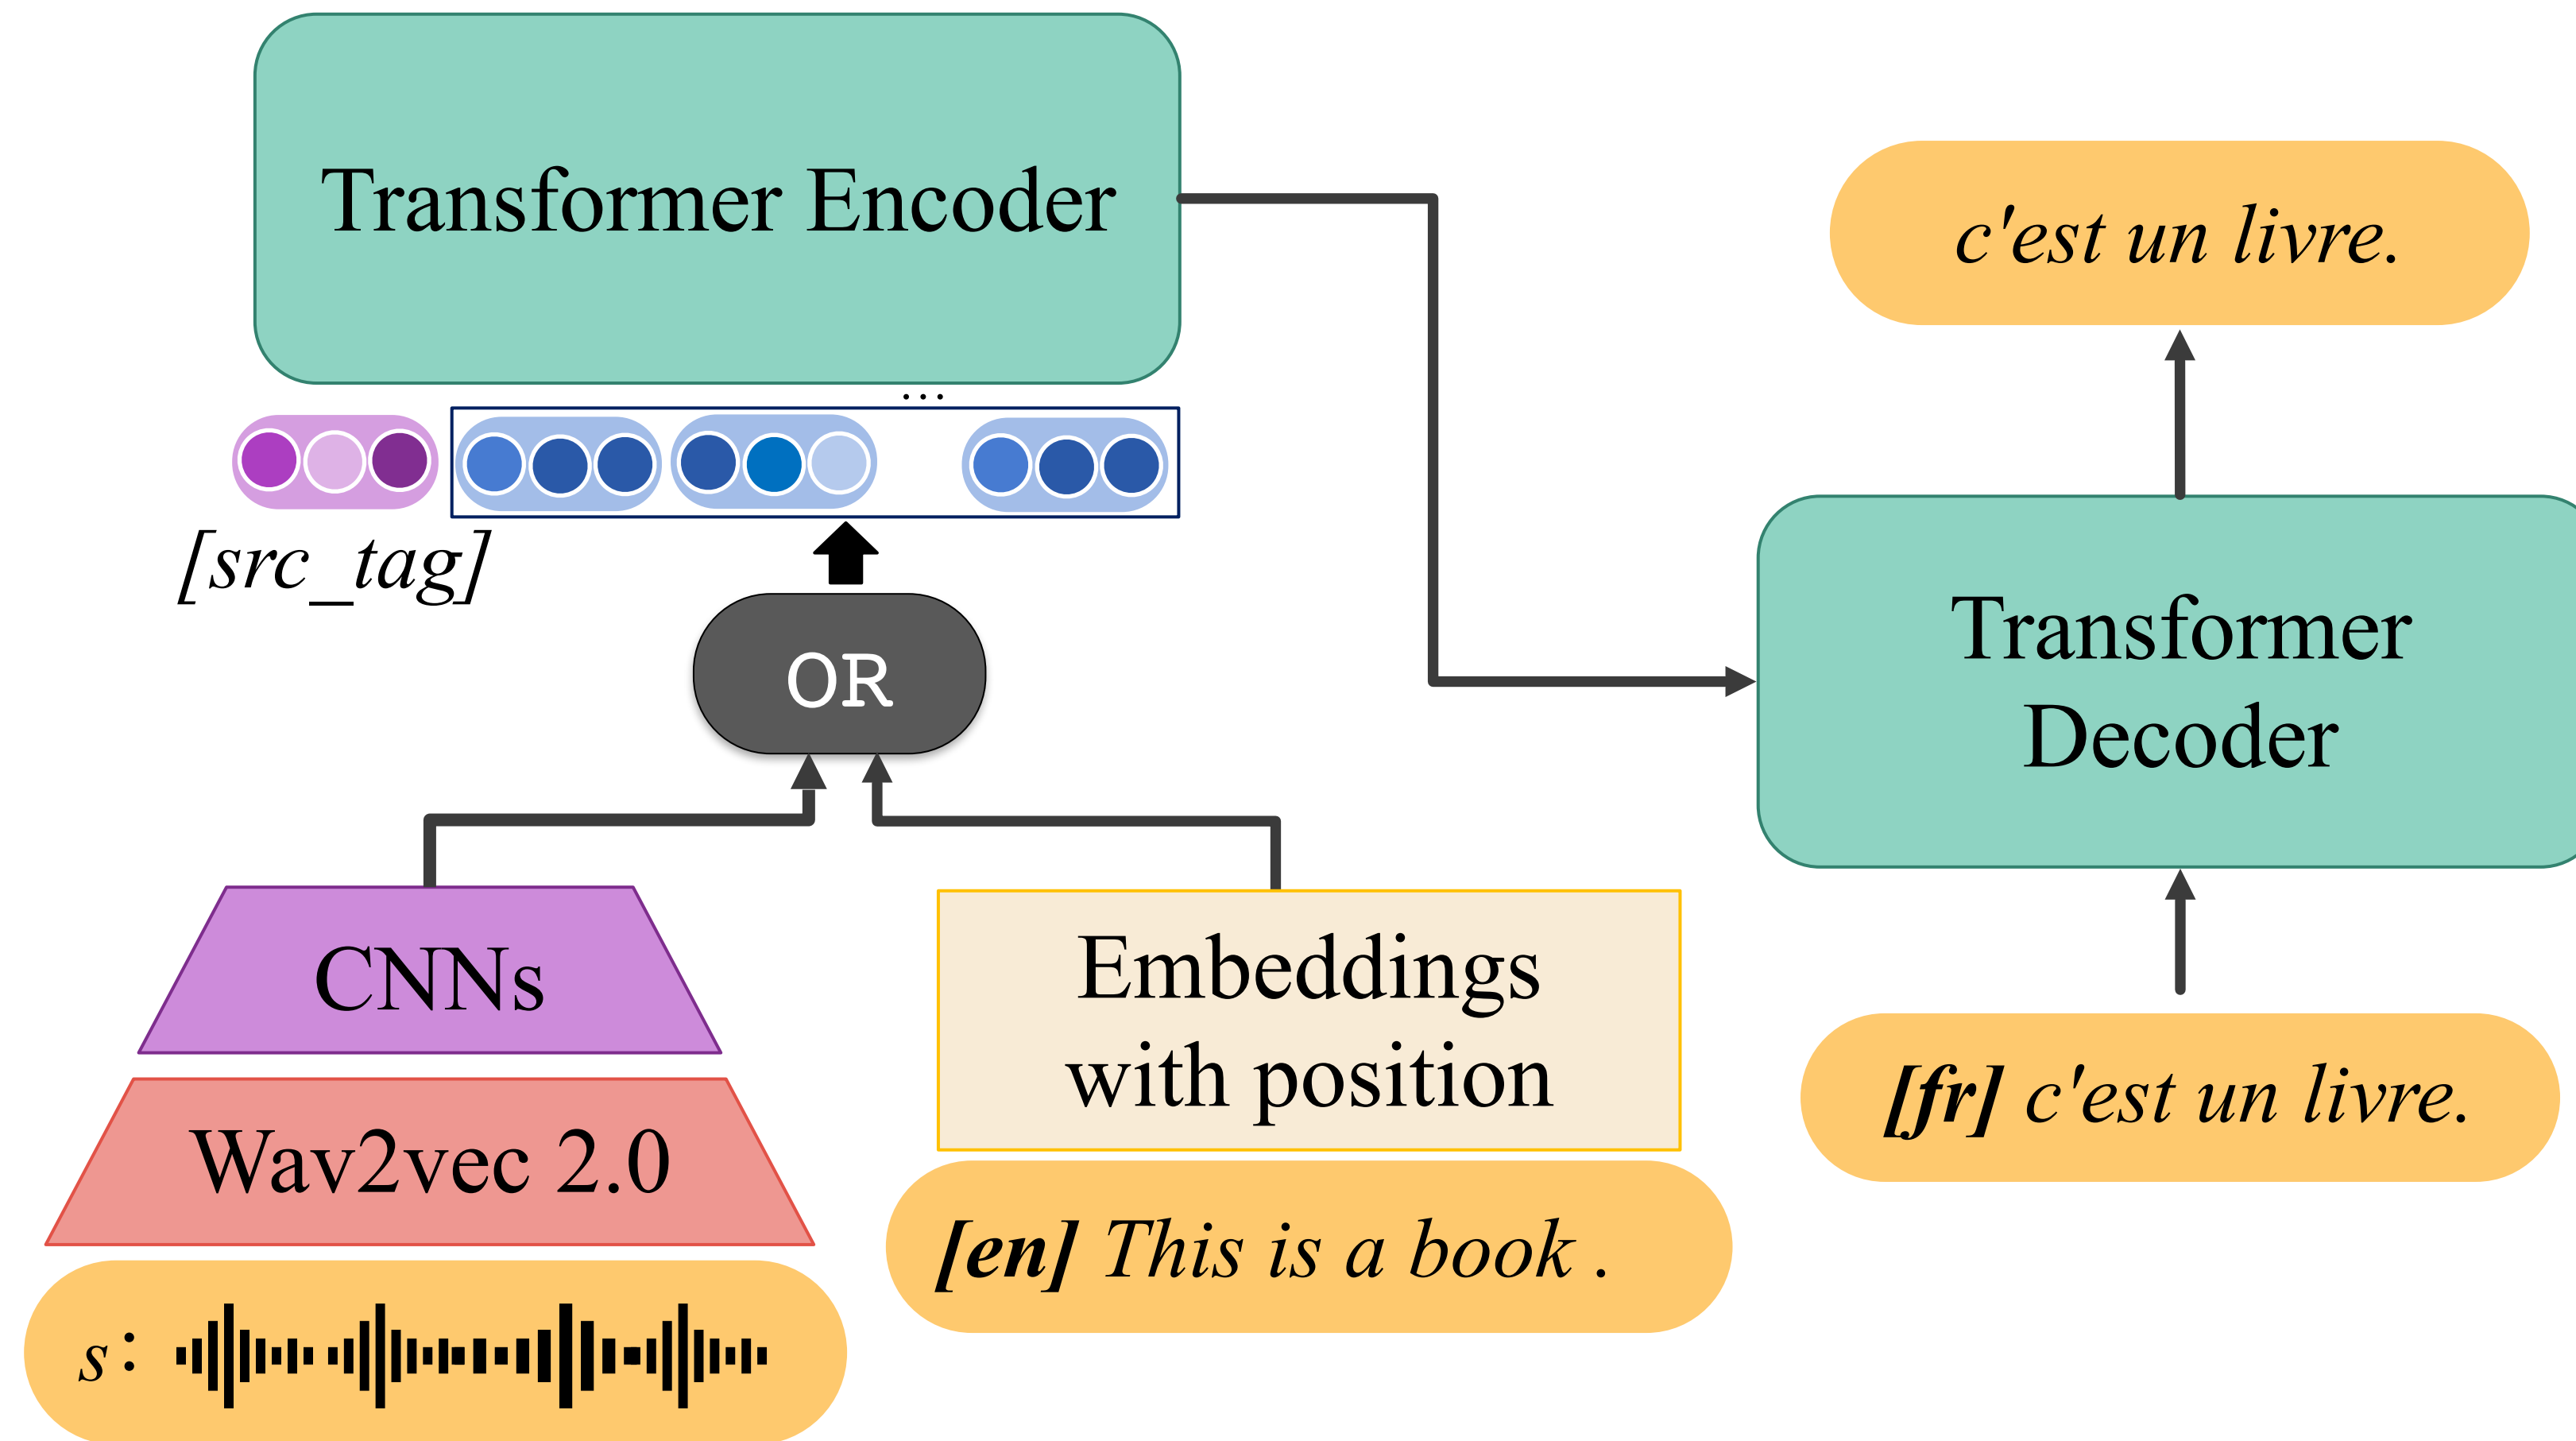 Transformer Encoder
...
[src_tag]
OR
CNNs
Wav2vec 2.0
s:
Embeddings
with position
[en] This is a book .
c'est un livre.
Transformer
Decoder
[fr] c'est un livre.